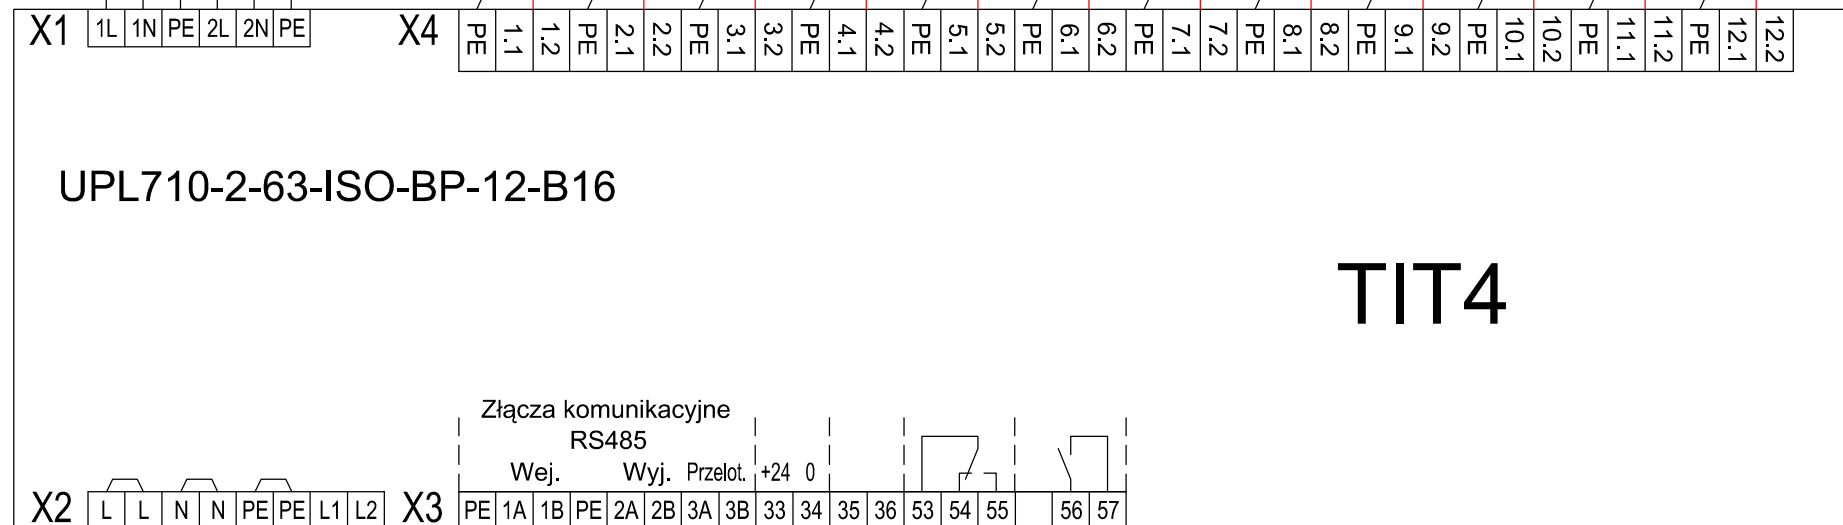 X1 1L 1N PE 2L 2N PE X4 PE 1.1 1.2 PE 2.1 2.2 PE 3.1 3.2 PE 4.1 4.2 PE 5.1 5.2 PE 6.1 6.2 PE 7.1 7.2 PE 8.1 8.2 PE 9.1 9.2 PE 10.1 10.2 PE 11.1 11.2 PE 12.1 12.2
UPL710-2-63-ISO-BP-12-B16
TIT4
Złącza komunikacyjne
RS485
Wej. Wyj. Przelot. +24 0
X2 L L N N PE PE L1 L2 X3 PE 1A 1B PE 2A 2B 3A 3B 33 34 35 36 53 54 55 56 57